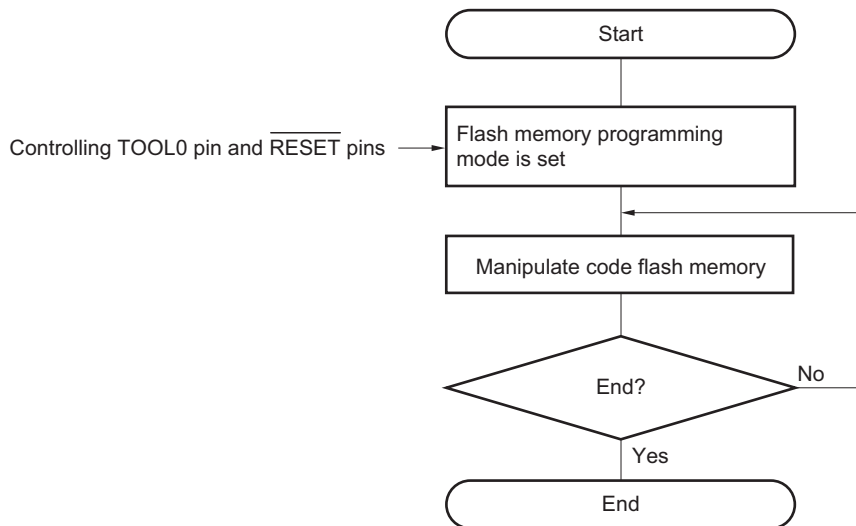 Start
Controlling TOOL0 pin and RESET pins
Flash memory programming
mode is set
Manipulate code flash memory
End?
No
Yes
End